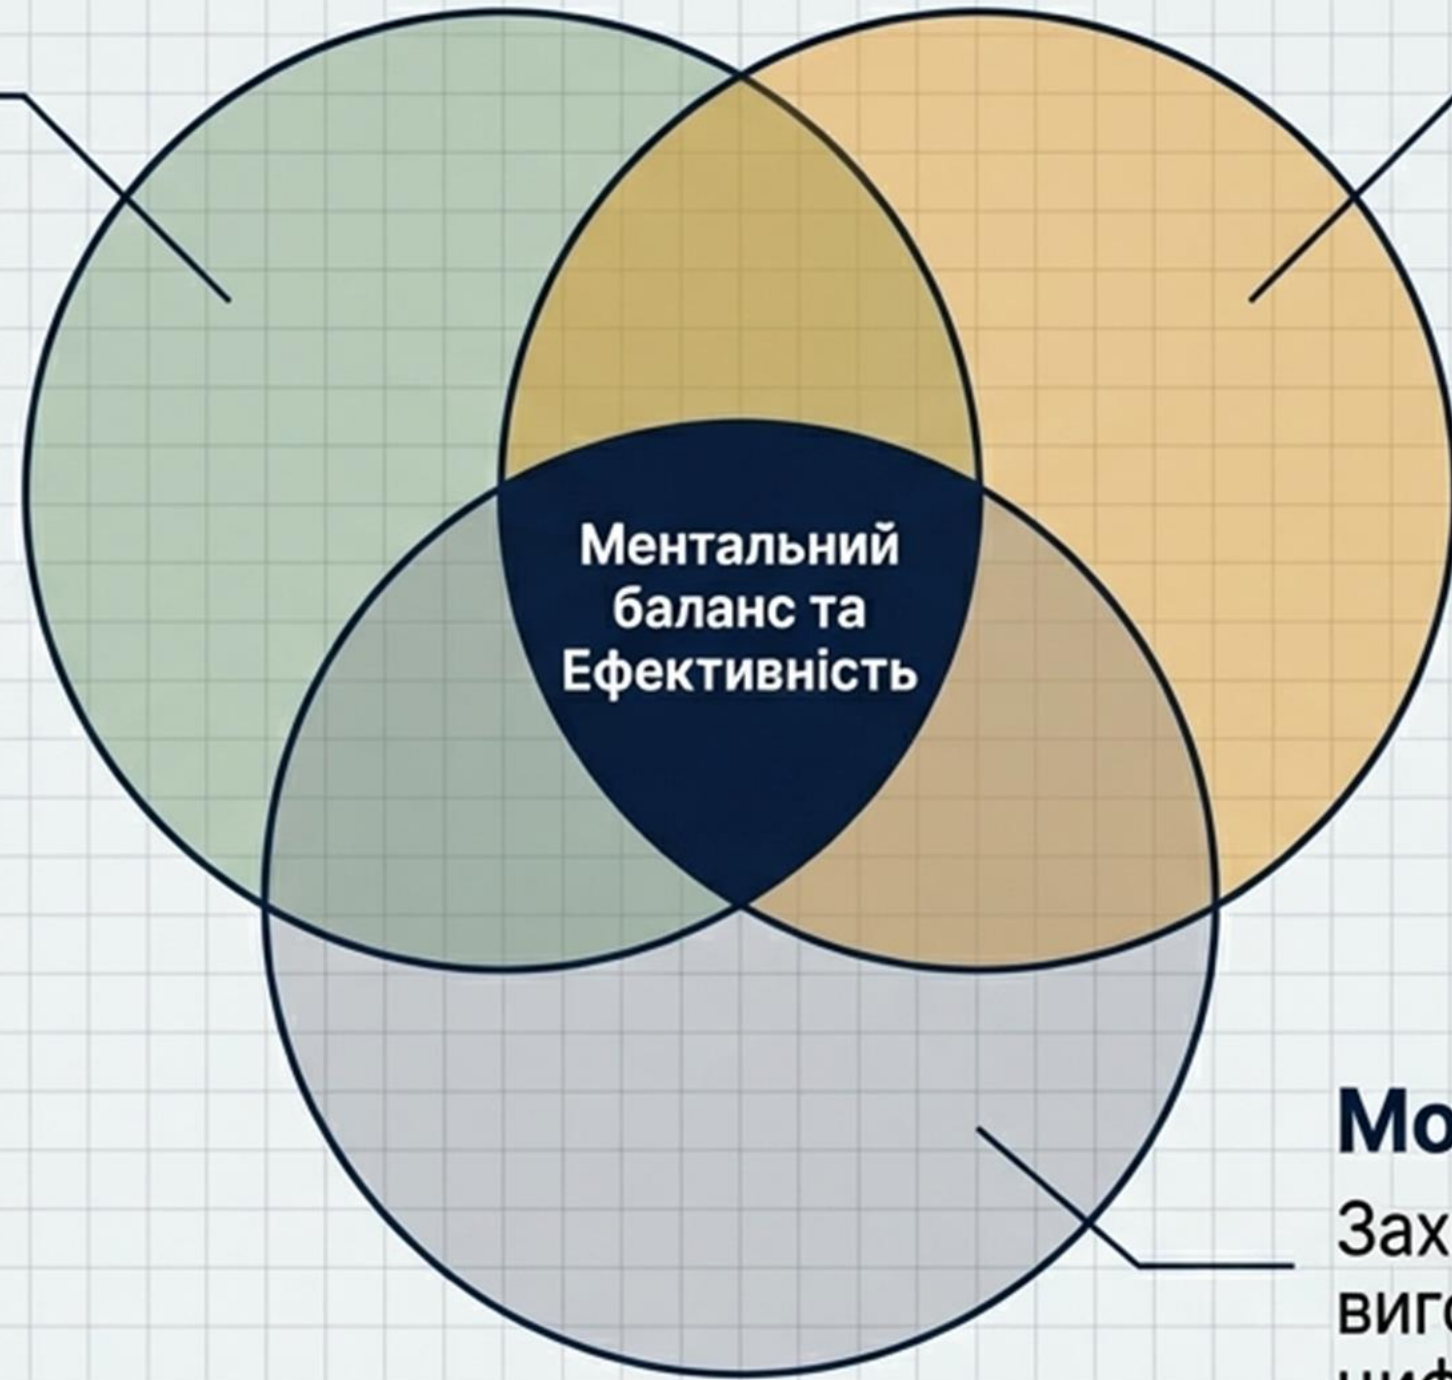 Ментальний
баланс та
Ефективність
Мо
Зах
виго